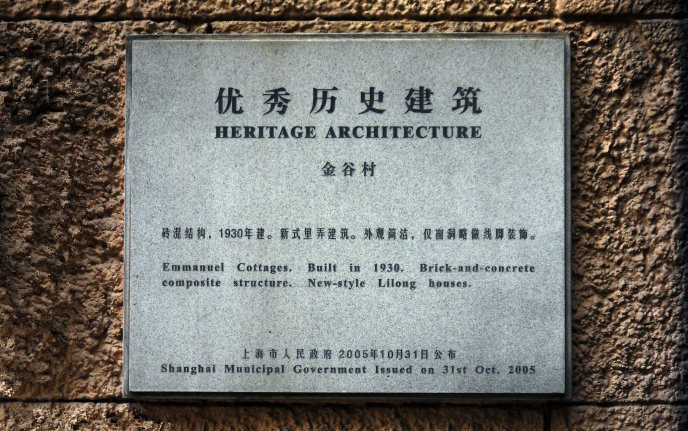 优秀历史建筑
HERITAGE ARCHITECTURE
金谷村
砖混结构，1930年建。新式里弄建筑。外观简洁，仅窗洞略做线脚装饰。
Emmanuel Cottages. Built in 1930. Brick-and-concrete
composite structure. New-style Lilong houses.
上海市人民政府 2005年10月31日公布
Shanghai Municipal Government Issued on 31st Oct. 2005